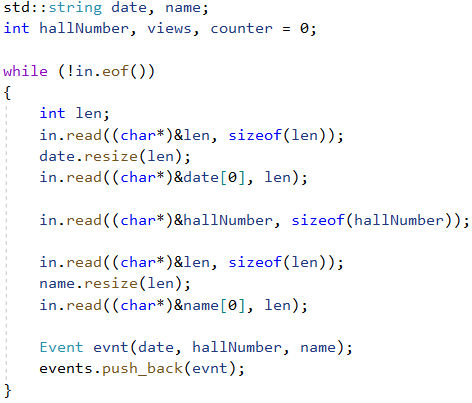 std::string date, name;
int hallNumber, views, counter = 0;
while (!in.eof())
{
int len;
in.read((char*)&len, sizeof(len));
date.resize(len);
in.read((char*)&date[0], len);
in.read((char*)&hallNumber, sizeof(hallNumber));
in.read((char*)&len, sizeof(len));
name.resize(len);
in.read((char*)&name[0], len);
Event evnt(date, hallNumber, name);
events.push_back(evnt);
}